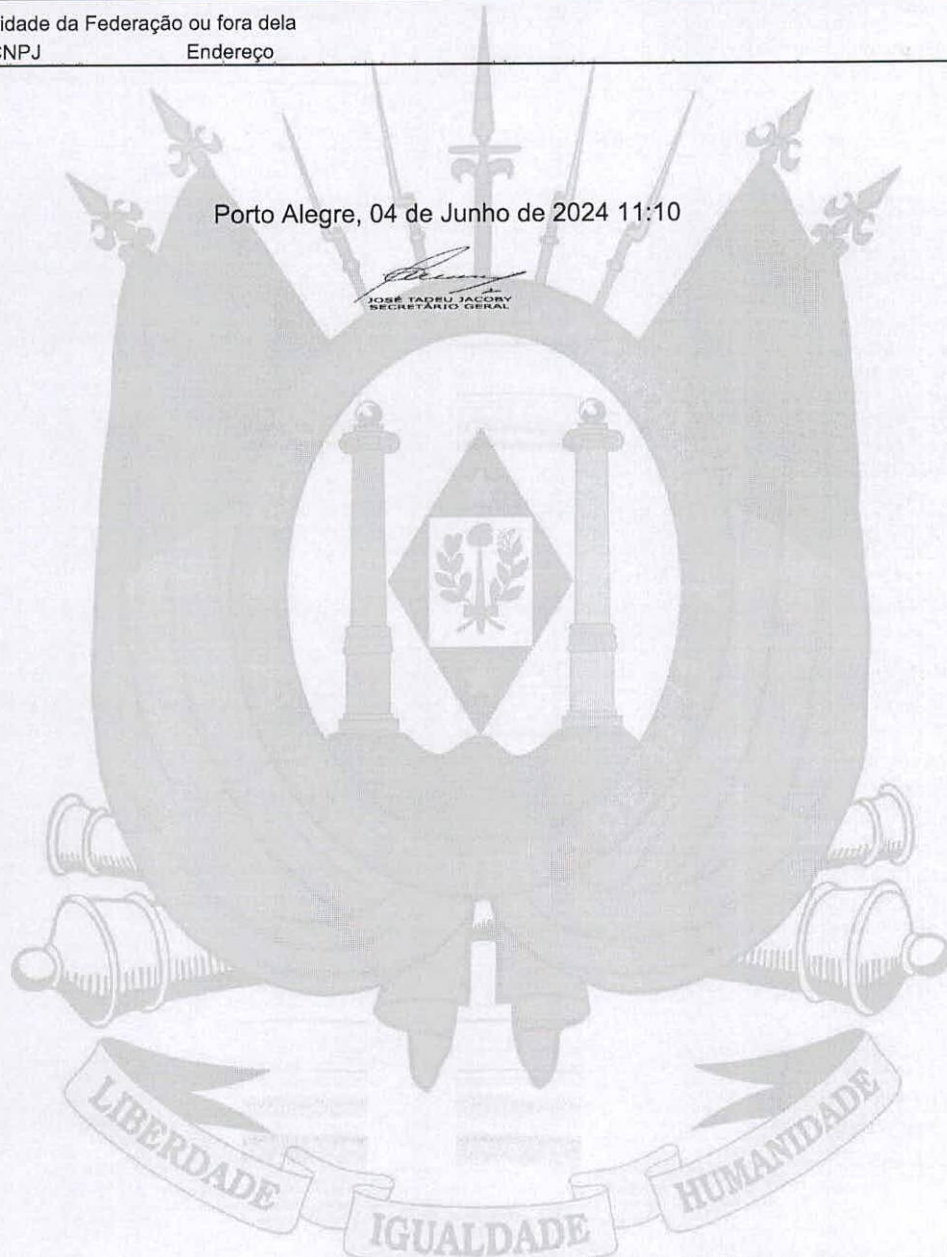 idade da Federação ou fora dela
CNPJ Endereço
Porto Alegre, 04 de Junho de 2024 11:10
JOSÉ TADEU JACOBY
SECRETÁRIO GERAL
LIBERDADE
IGUALDADE
HUMANIDADE